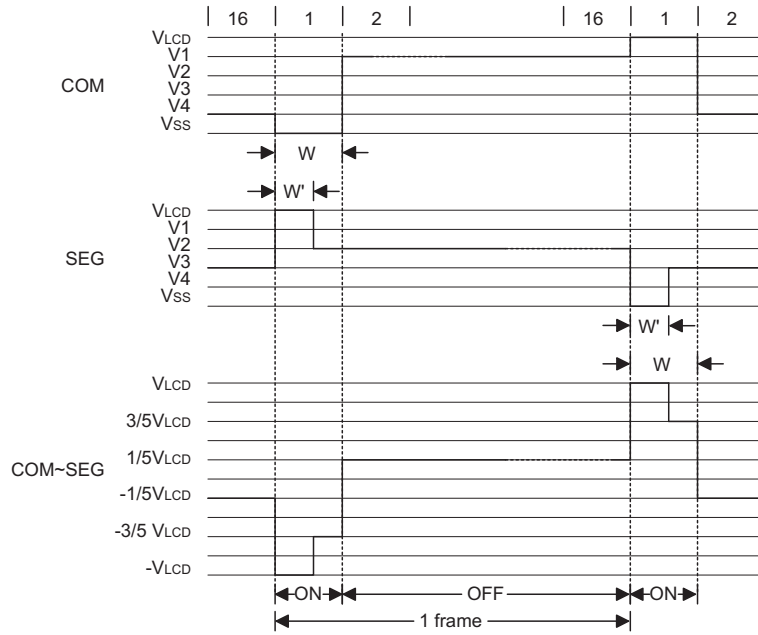 16 1 2 16 1 2
COM
VLCD
V1
V2
V3
V4
VSS
W
W'
SEG
VLCD
V1
V2
V3
V4
VSS
W'
W
COM~SEG
VLCD
3/5VLCD
1/5VLCD
-1/5VLCD
-3/5 VLCD
-VLCD
ON OFF ON
1 frame